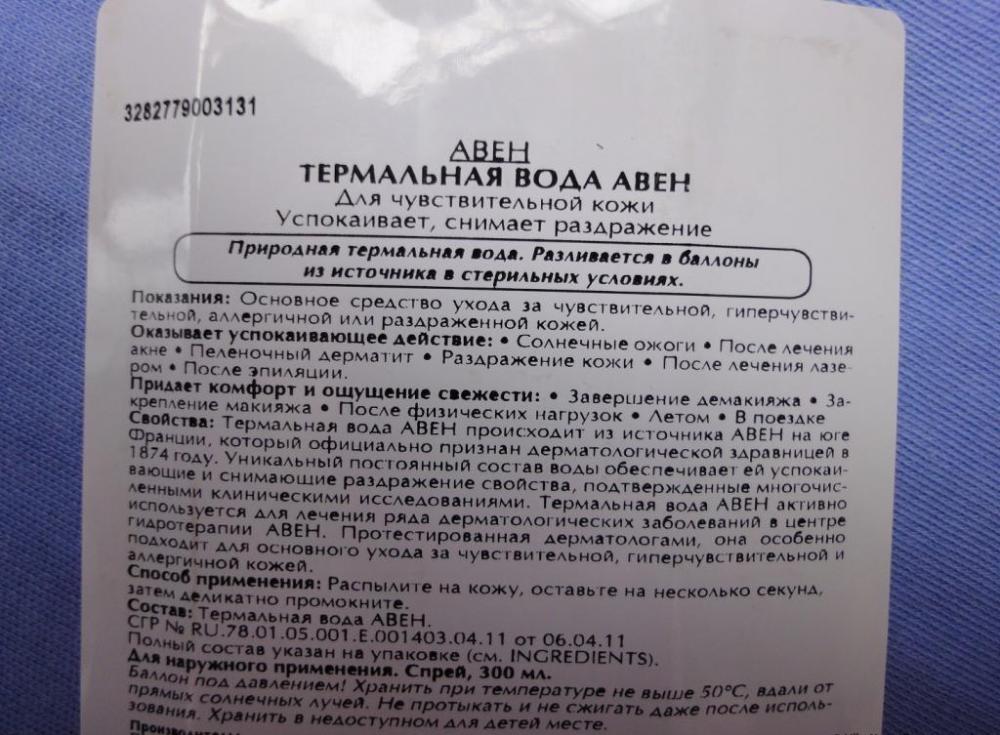 3282779003131
АВЕН
ТЕРМАЛЬНАЯ ВОДА АВЕН
Для чувствительной кожи
Успокаивает, снимает раздражение
Природная термальная вода. Разливается в баллоны
из источника в стерильных условиях.
Показания: Основное средство ухода за чувствительной, гиперчувстви-
тельной, аллергичной или раздраженной кожей.
Оказывает успокаивающее действие: • Солнечные ожоги • После лечения
акне • Пеленочный дерматит • Раздражение кожи • После лечения лазе-
ром • После эпиляции.
Придает комфорт и ощущение свежести: • Завершение демакияжа • За-
крепление макияжа • После физических нагрузок • Летом • В поездке
Свойства: Термальная вода АВЕН происходит из источника АВЕН на юге
Франции, который официально признан дерматологической здравницей в
1874 году. Уникальный постоянный состав воды обеспечивает ей успокаи-
вающие и снимающие раздражение свойства, подтвержденные многочис-
ленными клиническими исследованиями. Термальная вода АВЕН активно
используется для лечения ряда дерматологических заболеваний в центре
гидротерапии АВЕН. Протестированная дерматологами, она особенно
подходит для основного ухода за чувствительной, гиперчувствительной и
аллергичной кожей.
Способ применения: Распылите на кожу, оставьте на несколько секунд,
затем деликатно промокните.
Состав: Термальная вода АВЕН.
СГР № RU.78.01.05.001.Е.001403.04.11 от 06.04.11
Полный состав указан на упаковке (см. INGREDIENTS).
Для наружного применения. Спрей, 300 мл.
Баллон под давлением! Хранить при температуре не выше 50°С, вдали от
прямых солнечных лучей. Не протыкать и не сжигать даже после исполь-
зования. Хранить в недоступном для детей месте.